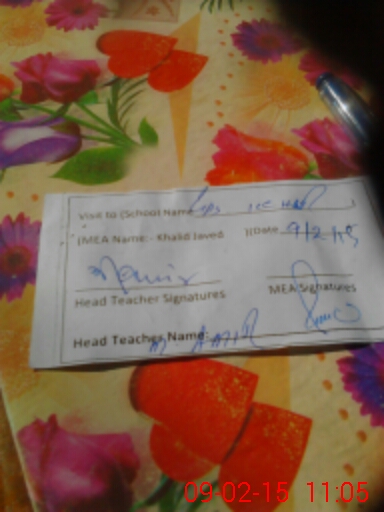 Visit to (School Name
(MEA Name:- Khalid Javed )(Date 9/2/15
Head Teacher Signatures MEA Signatures
Head Teacher Name:
09-02-15 11:05